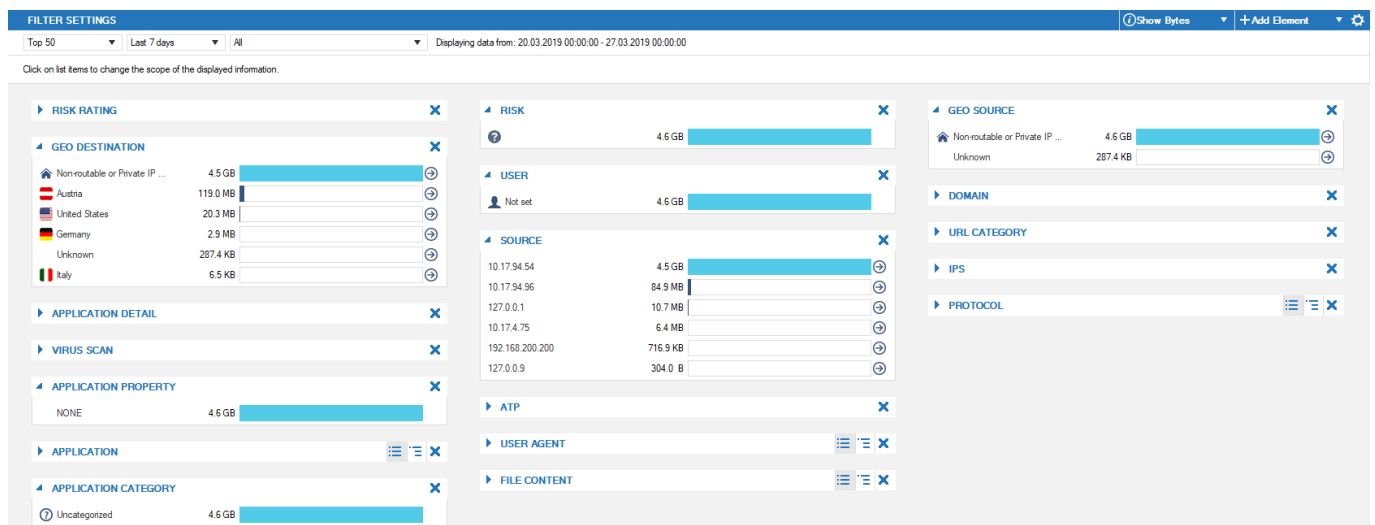 FILTER SETTINGS
Show Bytes
Add Element
Top 50
Last 7 days
All
Displaying data from: 20.03.2019 00:00:00 - 27.03.2019 00:00:00
Click on list items to change the scope of the displayed information.
RISK RATING
GEO DESTINATION
Non-routable or Private IP ... 4.5 GB
Austria 119.0 MB
United States 20.3 MB
Germany 2.9 MB
Unknown 287.4 KB
Italy 6.5 KB
APPLICATION DETAIL
VIRUS SCAN
APPLICATION PROPERTY
NONE 4.6 GB
APPLICATION
APPLICATION CATEGORY
Uncategorized 4.6 GB
RISK
4.6 GB
USER
Not set 4.6 GB
SOURCE
10.17.94.54 4.5 GB
10.17.94.96 84.9 MB
127.0.0.1 10.7 MB
10.17.4.75 6.4 MB
192.168.200.200 716.9 KB
127.0.0.9 304.0 B
ATP
USER AGENT
FILE CONTENT
GEO SOURCE
Non-routable or Private IP ... 4.6 GB
Unknown 287.4 KB
DOMAIN
URL CATEGORY
IPS
PROTOCOL